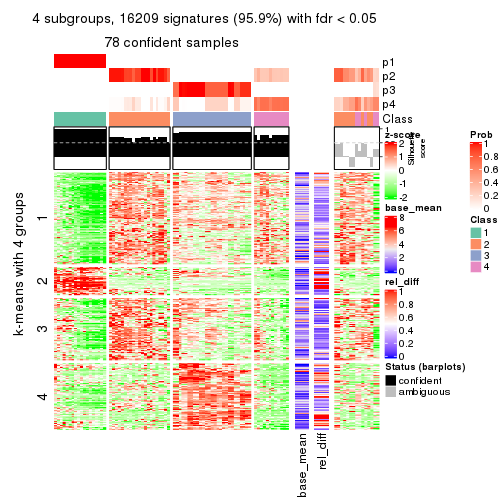 4 subgroups, 16209 signatures (95.9%) with fdr < 0.05
78 confident samples
p1
p2
p3
p4
Class
1
Silhouette
score
k-means with 4 groups
1
2
3
4
base_mean
rel_diff
z-score
2
1
0
-1
-2
base_mean
8
6
4
2
0
rel_diff
1
0.8
0.6
0.4
0.2
0
Status (barplots)
confident
ambiguous
Prob
1
0.8
0.6
0.4
0.2
0
Class
1
2
3
4